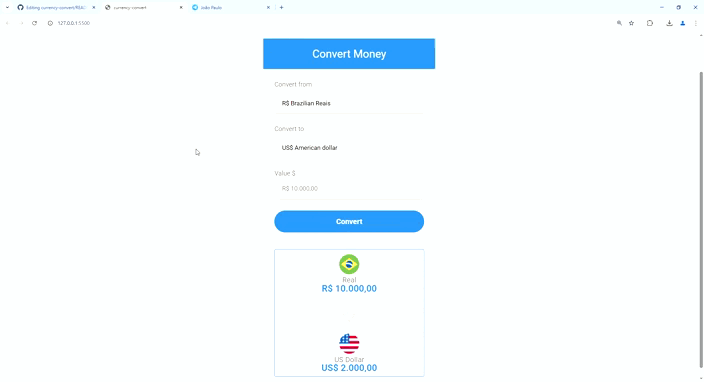 Editing currency-convert/READ
currency-convert
João Paulo
127.0.0.1:5500
Convert Money
Convert from
R$ Brazilian Reais
Convert to
US$ American dollar
Value $
R$ 10.000,00
Convert
Real
R$ 10.000,00
US Dollar
US$ 2.000,00